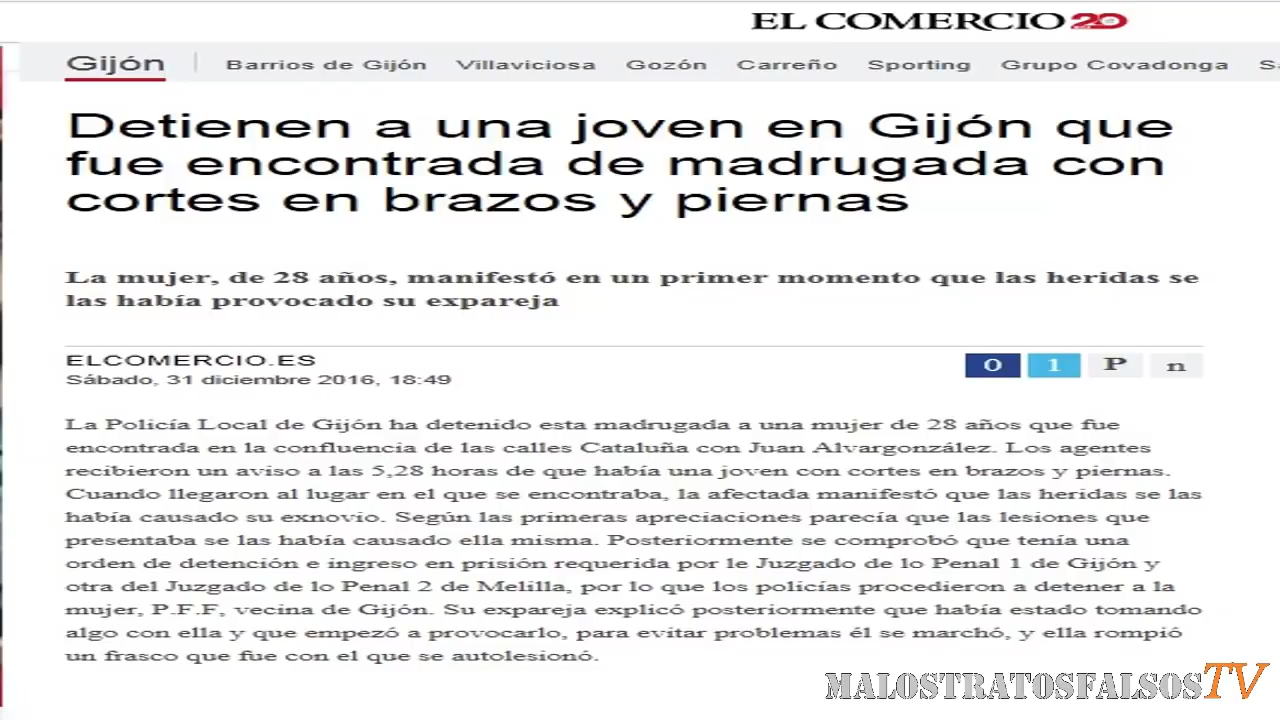 EL COMERCIO 20
Gijón Barrios de Gijón Villaviciosa Gozón Carreño Sporting Grupo Covadonga
Detienen a una joven en Gijón que
fue encontrada de madrugada con
cortes en brazos y piernas
La mujer, de 28 años, manifestó en un primer momento que las heridas se
las había provocado su expareja
ELCOMERCIO.ES
Sábado, 31 diciembre 2016, 18:49
0 1 P n
La Policía Local de Gijón ha detenido esta madrugada a una mujer de 28 años que fue
encontrada en la confluencia de las calles Cataluña con Juan Alvargonzález. Los agentes
recibieron un aviso a las 5,28 horas de que había una joven con cortes en brazos y piernas.
Cuando llegaron al lugar en el que se encontraba, la afectada manifestó que las heridas se las
había causado su exnovio. Según las primeras apreciaciones parecía que las lesiones que
presentaba se las había causado ella misma. Posteriormente se comprobó que tenía una
orden de detención e ingreso en prisión requerida por le Juzgado de lo Penal 1 de Gijón y
otra del Juzgado de lo Penal 2 de Melilla, por lo que los policías procedieron a detener a la
mujer, P.F.F, vecina de Gijón. Su expareja explicó posteriormente que había estado tomando
algo con ella y que empezó a provocarlo, para evitar problemas él se marchó, y ella rompió
un frasco que fue con el que se autolesionó.
MALOSTRATOSFALSOSTV